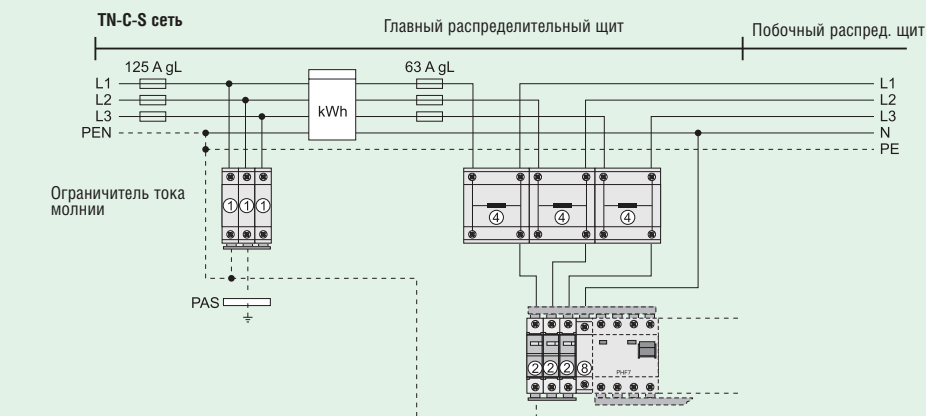 TN-C-S сеть
Главный распределительный щит
Побочный распред. щит
125 A gL
63 A gL
L1
L2
L3
PEN
kWh
L1
L2
L3
N
PE
Ограничитель тока
молнии
1 1 1
4 4 4
PAS
2 2 2 8
PHF7